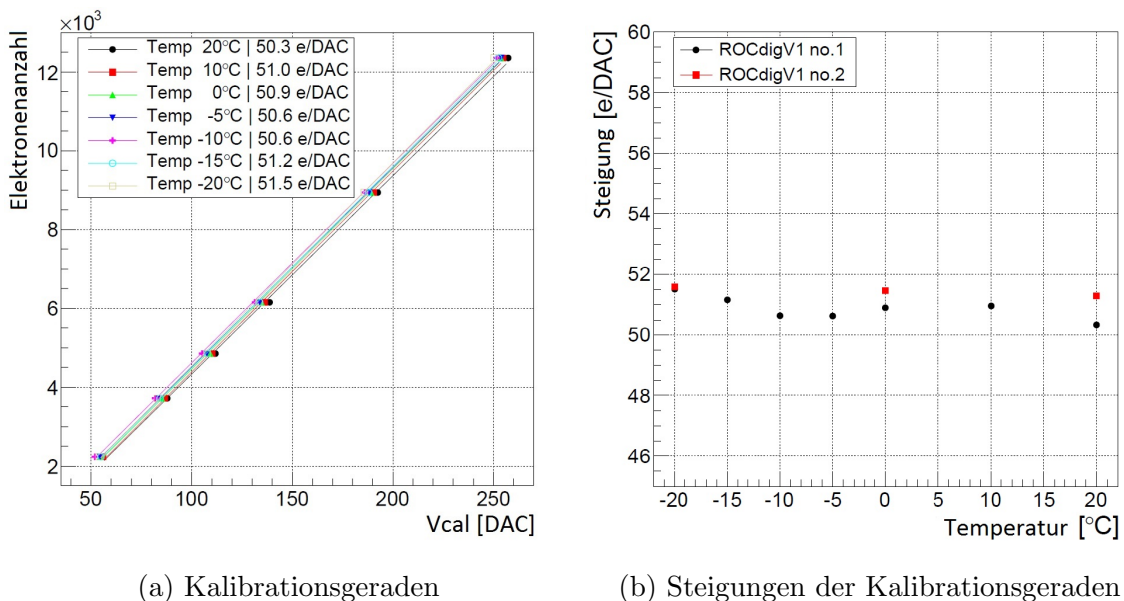 ×10³
Elektronenanzahl
12
10
8
6
4
2
Temp 20°C | 50.3 e/DAC
Temp 10°C | 51.0 e/DAC
Temp 0°C | 50.9 e/DAC
Temp -5°C | 50.6 e/DAC
Temp -10°C | 50.6 e/DAC
Temp -15°C | 51.2 e/DAC
Temp -20°C | 51.5 e/DAC
50 100 150 200 250
Vcal [DAC]
(a) Kalibrationsgeraden
Steigung [e/DAC]
60
58
56
54
52
50
48
46
ROCdigV1 no.1
ROCdigV1 no.2
-20 -15 -10 -5 0 5 10 15 20
Temperatur [°C]
(b) Steigungen der Kalibrationsgeraden